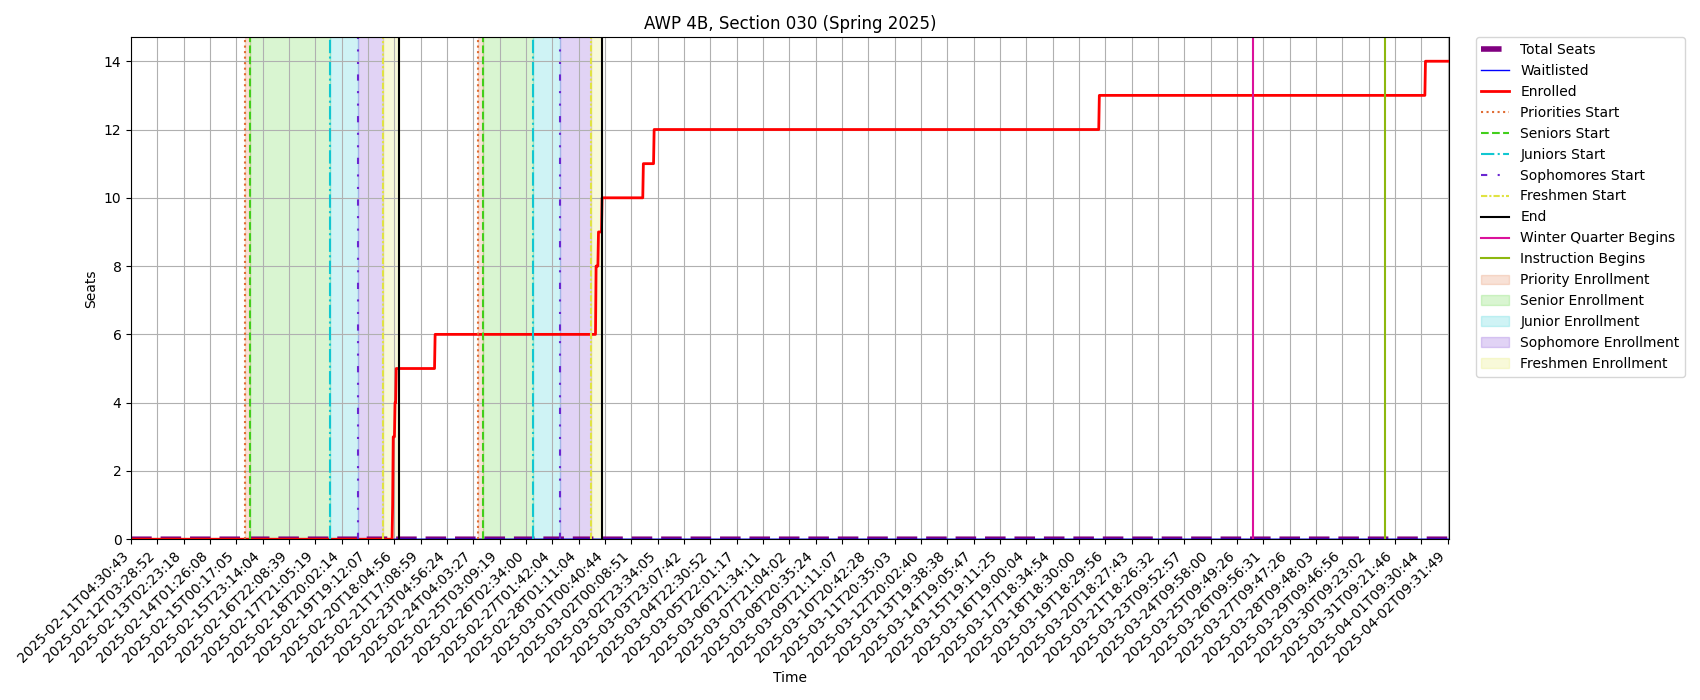 AWP 4B, Section 030 (Spring 2025)
14
12
10
8
6
4
2
0
Seats
2025-02-11T04:30:43
2025-02-12T03:28:52
2025-02-13T02:23:18
2025-02-14T01:26:08
2025-02-15T00:17:05
2025-02-15T23:14:04
2025-02-16T22:08:39
2025-02-17T21:05:19
2025-02-18T20:02:14
2025-02-19T19:12:07
2025-02-20T18:04:56
2025-02-21T17:08:59
2025-02-23T04:56:24
2025-02-24T04:03:27
2025-02-25T03:09:19
2025-02-26T02:34:00
2025-02-27T01:42:04
2025-02-28T01:11:04
2025-03-01T00:40:44
2025-03-02T00:08:51
2025-03-02T23:34:05
2025-03-03T23:07:42
2025-03-04T22:30:52
2025-03-05T22:01:17
2025-03-06T21:34:11
2025-03-07T21:04:02
2025-03-08T20:35:24
2025-03-09T21:11:07
2025-03-10T20:42:28
2025-03-11T20:35:03
2025-03-12T20:02:40
2025-03-13T19:38:38
2025-03-14T19:05:47
2025-03-15T19:11:25
2025-03-16T19:00:04
2025-03-17T18:34:54
2025-03-18T18:30:00
2025-03-19T18:29:56
2025-03-20T18:27:43
2025-03-21T18:26:32
2025-03-23T09:52:57
2025-03-24T09:58:00
2025-03-25T09:49:26
2025-03-26T09:56:31
2025-03-27T09:47:26
2025-03-28T09:48:03
2025-03-29T09:46:56
2025-03-30T09:23:02
2025-03-31T09:21:46
2025-04-01T09:30:44
2025-04-02T09:31:49
Time
Total Seats
Waitlisted
Enrolled
Priorities Start
Seniors Start
Juniors Start
Sophomores Start
Freshmen Start
End
Winter Quarter Begins
Instruction Begins
Priority Enrollment
Senior Enrollment
Junior Enrollment
Sophomore Enrollment
Freshmen Enrollment